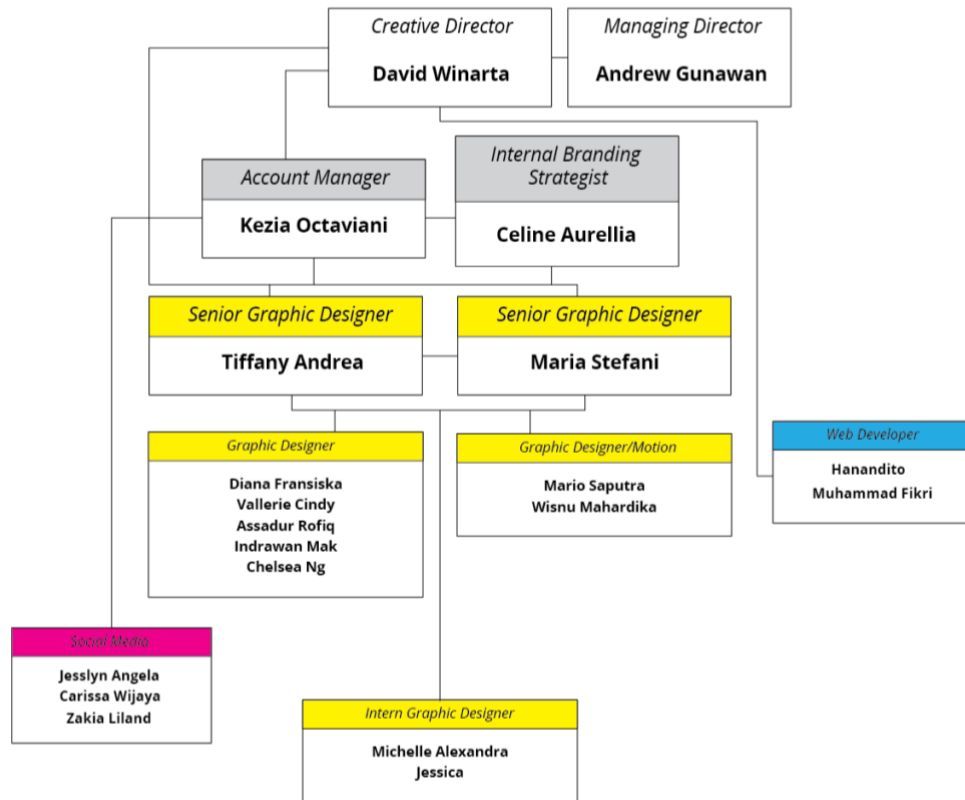 Creative Director
David Winarta
Managing Director
Andrew Gunawan
Account Manager
Kezia Octaviani
Internal Branding
Strategist
Celine Aurellia
Senior Graphic Designer
Tiffany Andrea
Senior Graphic Designer
Maria Stefani
Graphic Designer
Diana Fransiska
Vallerie Cindy
Assadur Rofiq
Indrawan Mak
Chelsea Ng
Graphic Designer/Motion
Mario Saputra
Wisnu Mahardika
Web Developer
Hanandito
Muhammad Fikri
Social Media
Jesslyn Angela
Carissa Wijaya
Zakia Liland
Intern Graphic Designer
Michelle Alexandra
Jessica